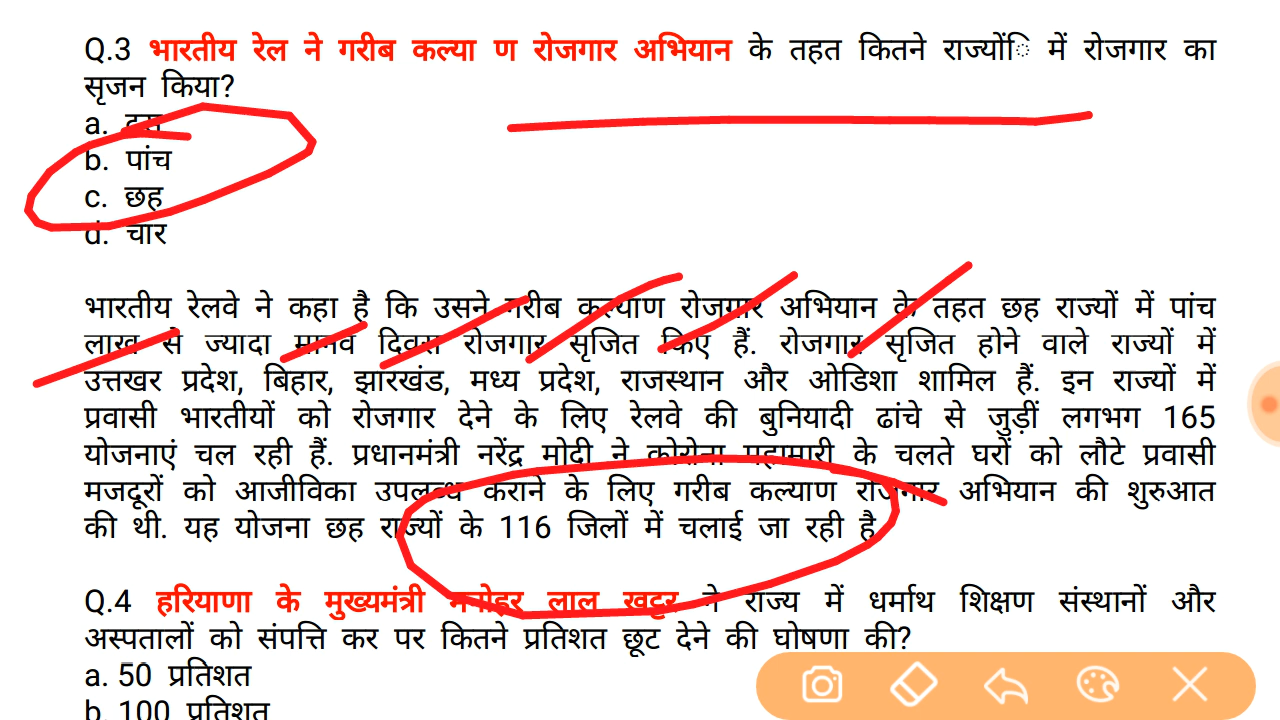 Q.3 भारतीय रेल ने गरीब कल्या ण रोजगार अभियान के तहत कितने राज्योंि में रोजगार का
सृजन किया?
a. दस
b. पांच
c. छह
d. चार
भारतीय रेलवे ने कहा है कि उसने गरीब कल्याण रोजगार अभियान के तहत छह राज्यों में पांच
लाख से ज्यादा मानव दिवस रोजगार सृजित किए हैं. रोजगार सृजित होने वाले राज्यों में
उत्तखर प्रदेश, बिहार, झारखंड, मध्य प्रदेश, राजस्थान और ओडिशा शामिल हैं. इन राज्यों में
प्रवासी भारतीयों को रोजगार देने के लिए रेलवे की बुनियादी ढांचे से जुड़ीं लगभग 165
योजनाएं चल रही हैं. प्रधानमंत्री नरेंद्र मोदी ने कोरोना महामारी के चलते घरों को लौटे प्रवासी
मजदूरों को आजीविका उपलब्ध कराने के लिए गरीब कल्याण रोजगार अभियान की शुरुआत
की थी. यह योजना छह राज्यों के 116 जिलों में चलाई जा रही है
Q.4 हरियाणा के मुख्यमंत्री मनोहर लाल खट्टर ने राज्य में धर्माथ शिक्षण संस्थानों और
अस्पतालों को संपत्ति कर पर कितने प्रतिशत छूट देने की घोषणा की?
a. 50 प्रतिशत
b. 100 प्रतिशत